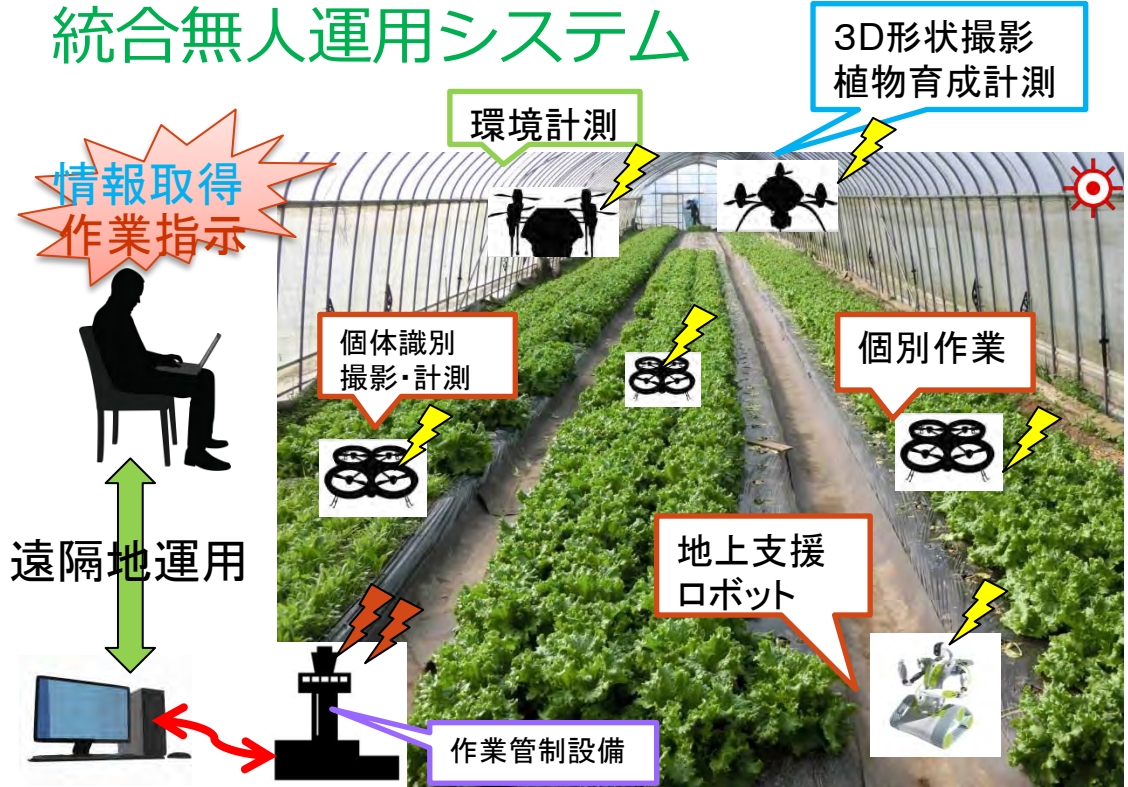 統合無人運用システム
3D形状撮影
植物育成計測
環境計測
情報取得
作業指示
個体識別
撮影・計測
個別作業
遠隔地運用
地上支援
ロボット
作業管制設備